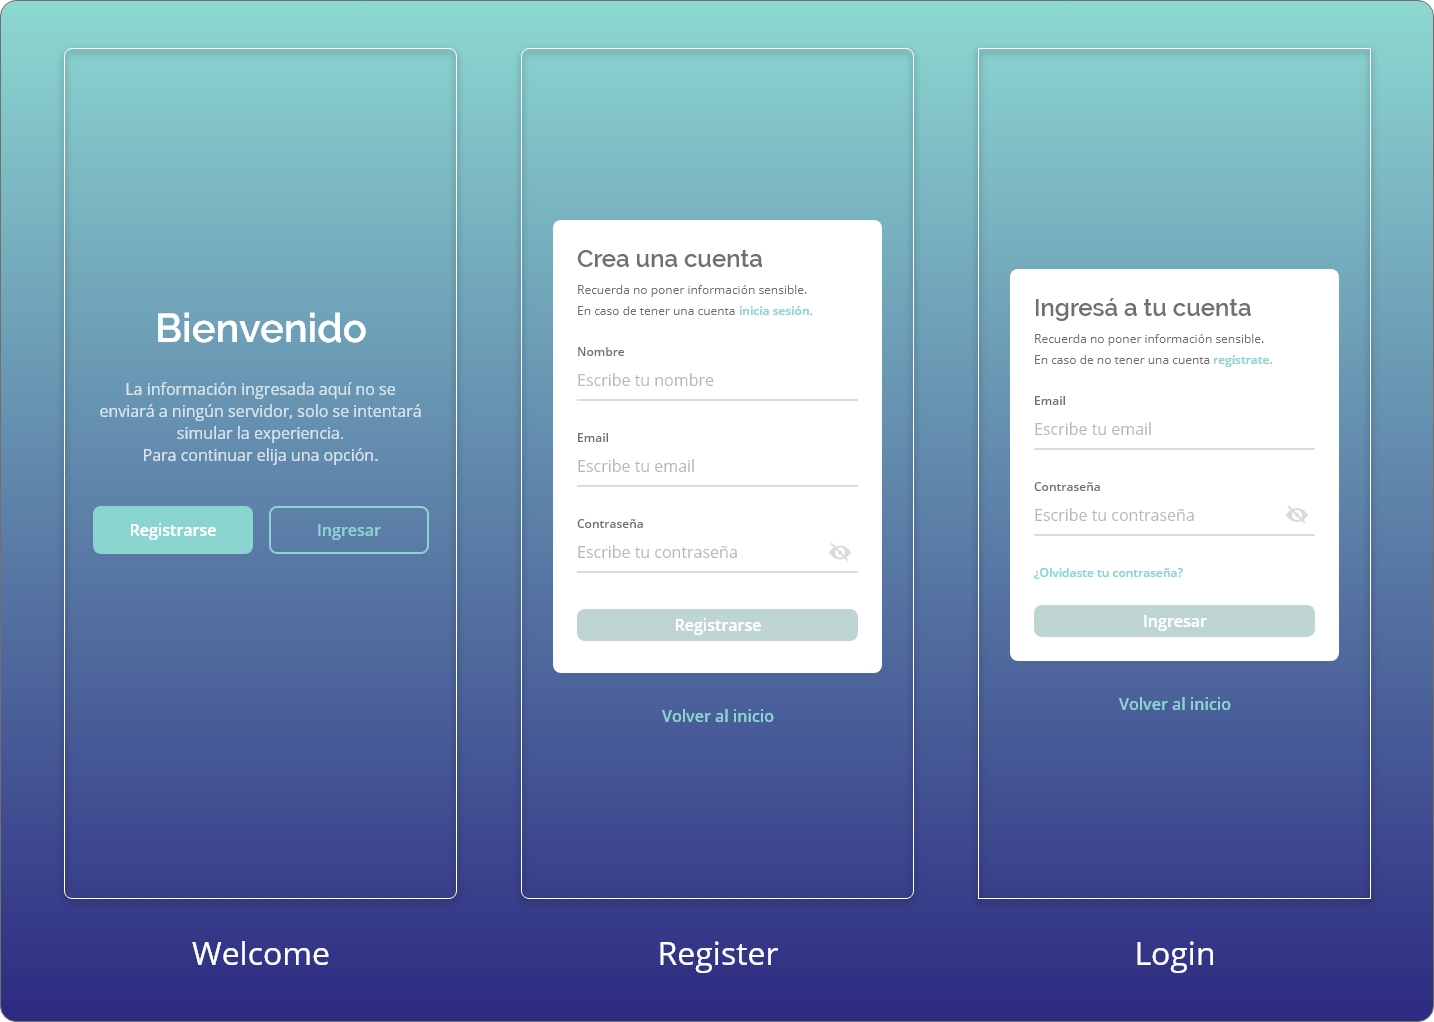 Bienvenido
La información ingresada aquí no se
enviará a ningún servidor, solo se intentará
simular la experiencia.
Para continuar elija una opción.
Registrarse
Ingresar
Welcome
Crea una cuenta
Recuerda no poner información sensible.
En caso de tener una cuenta inicia sesión.
Nombre
Escribe tu nombre
Email
Escribe tu email
Contraseña
Escribe tu contraseña
Registrarse
Volver al inicio
Register
Ingresá a tu cuenta
Recuerda no poner información sensible.
En caso de no tener una cuenta regístrate.
Email
Escribe tu email
Contraseña
Escribe tu contraseña
¿Olvidaste tu contraseña?
Ingresar
Volver al inicio
Login